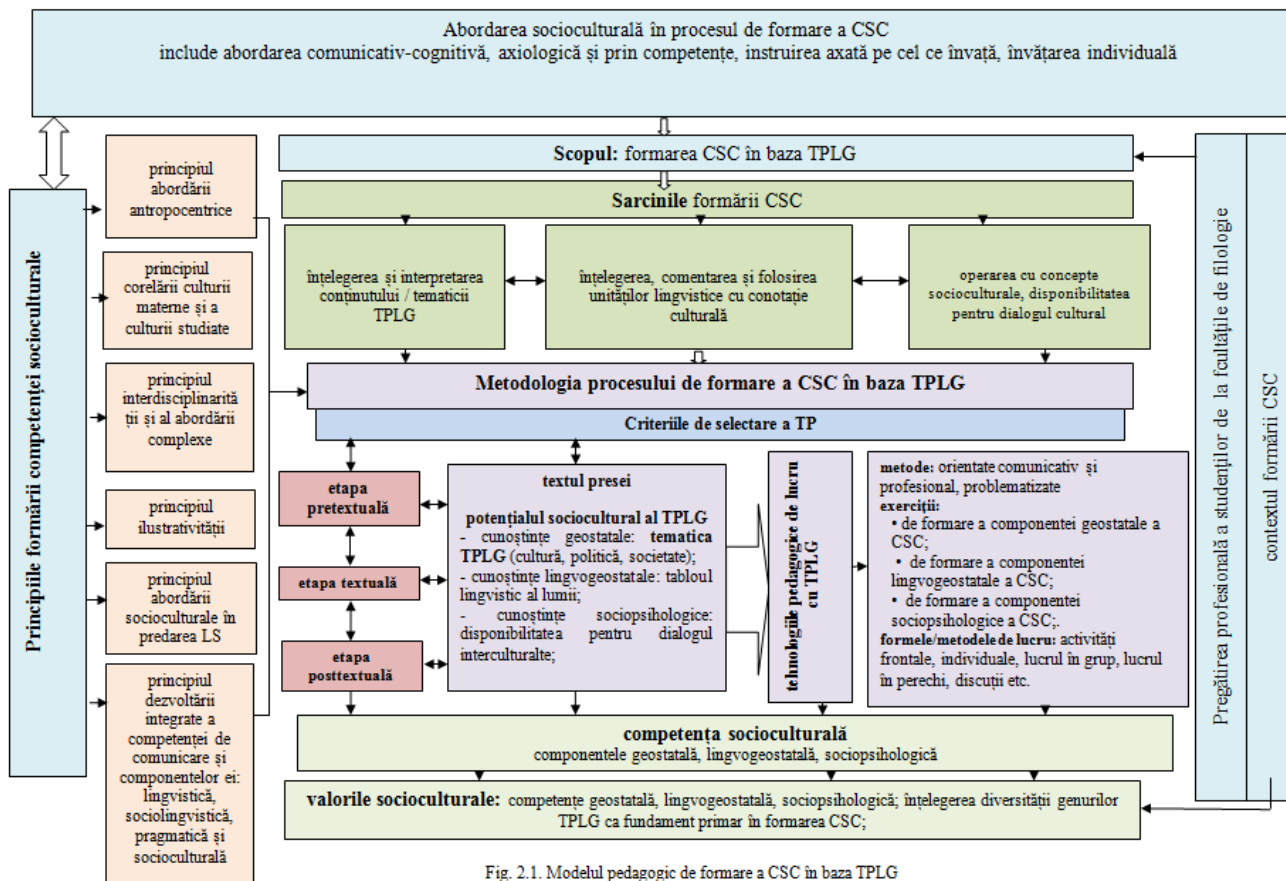 Abordarea socioculturală în procesul de formare a CSC
include abordarea comunicativ-cognitivă, axiologică și prin competențe, instruirea axată pe cel ce învață, învățarea individuală
Principiile formării competenței socioculturale
principiul
abordării
antropocentrice
principiul
corelării culturii
materne și a
culturii studiate
principiul
interdisciplinarită
ții și al abordării
complexe
principiul
ilustrativității
principiul
abordării
socioculturale în
predarea LS
principiul
dezvoltării
integrate a
competenței de
comunicare și
componentelor ei:
lingvistică,
sociolingvistică,
pragmatică și
socioculturală
Scopul: formarea CSC în baza TPLG
Sarcinile formării CSC
înțelegerea și interpretarea
conținutului / tematicii
TPLG
înțelegerea, comentarea și folosirea
unităților lingvistice cu conotație
culturală
operarea cu concepte
socioculturale, disponibilitatea
pentru dialogul cultural
Metodologia procesului de formare a CSC în baza TPLG
Criteriile de selectare a TP
etapa
pretextuală
etapa textuală
etapa
posttextuală
textul presei
potențialul sociocultural al TPLG
- cunoștințe geostatale: tematica
TPLG (cultură, politică, societate);
- cunoștințe lingvogeostatale: tabloul
lingvistic al lumii;
- cunoștințe sociopsihologice:
disponibilitatea pentru dialogul
interculturalte;
tehnologiile pedagogice de lucru
cu TPLG
metode: orientate comunicativ și
profesional, problematizate
exerciții:
• de formare a componentei geostatale a
CSC;
• de formare a componentei
lingvogeostatale a CSC;
• de formare a componentei
sociopsihologice a CSC;.
formele/metodele de lucru: activități
frontale, individuale, lucrul în grup, lucrul
în perechi, discuții etc.
competența socioculturală
componentele geostatală, lingvogeostatală, sociopsihologică
valorile socioculturale: competențe geostatală, lingvogeostatală, sociopsihologică; înțelegerea diversității genurilor
TPLG ca fundament primar în formarea CSC;
Pregătirea profesională a studenților de la fcultățile de filologie
contextul formării CSC
Fig. 2.1. Modelul pedagogic de formare a CSC în baza TPLG